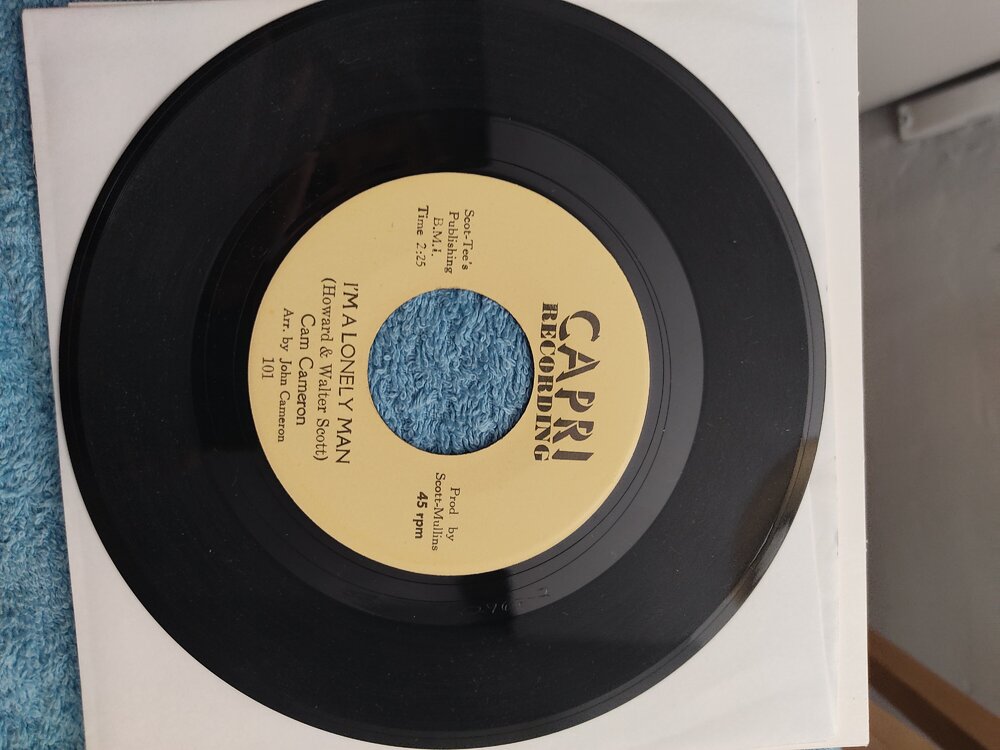 CAPRI
RECORDING
Scot-Tee's
Publishing
B.M.I.
Time 2:25
Prod by
Scott-Mullins
45 rpm
I'M A LONELY MAN
(Howard & Walter Scott)
Cam Cameron
Arr. by John Cameron
101